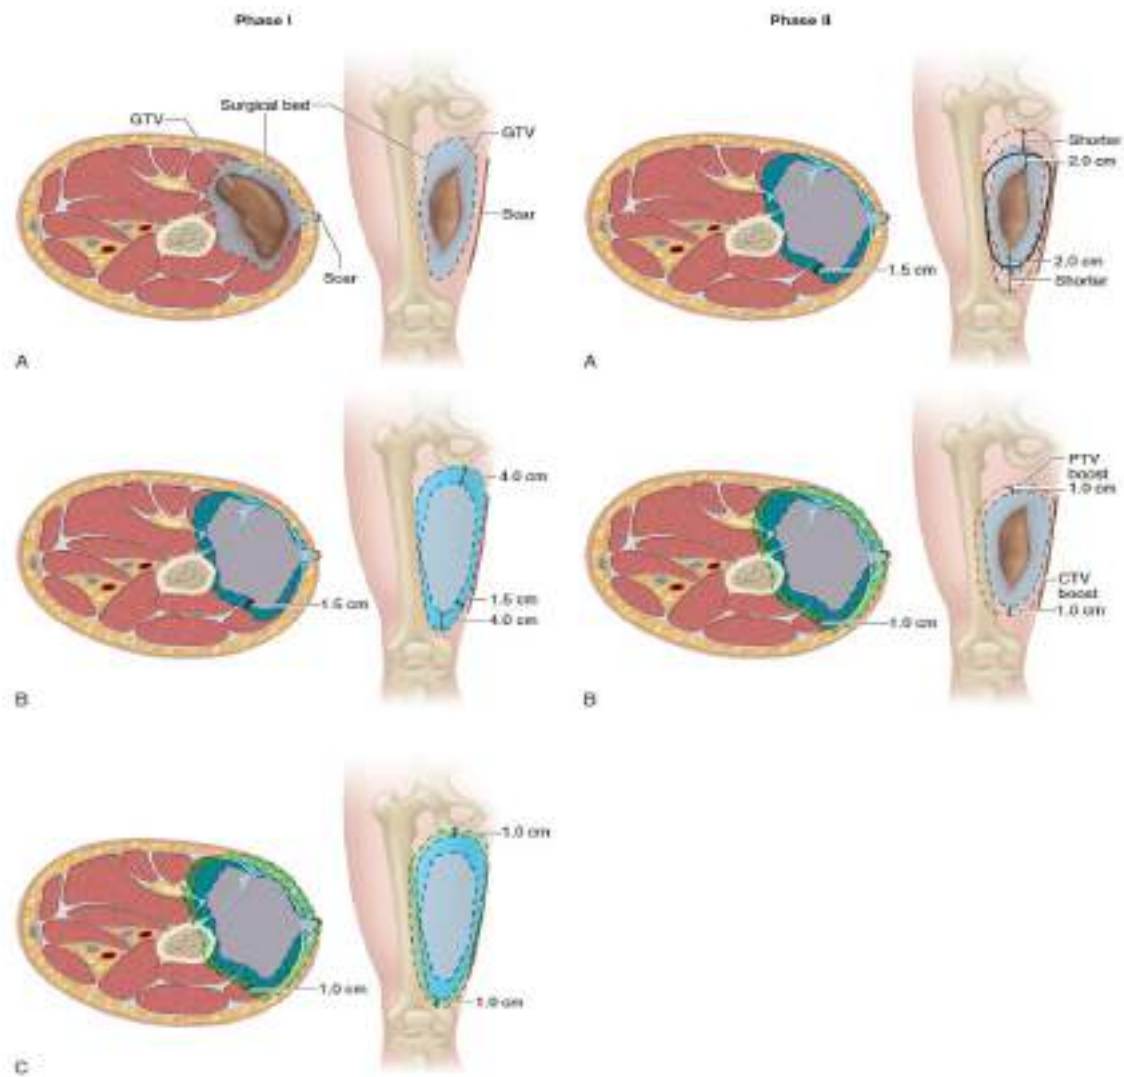 Phase I
GTV
Surgical bed
GTV
Scar
Scar
A
Phase II
Shorter
2.0 cm
1.5 cm
2.0 cm
Shorter
A
4.0 cm
1.5 cm
1.5 cm
4.0 cm
B
PTV
boost
1.0 cm
CTV
boost
1.0 cm
1.0 cm
B
1.0 cm
1.0 cm
1.0 cm
C